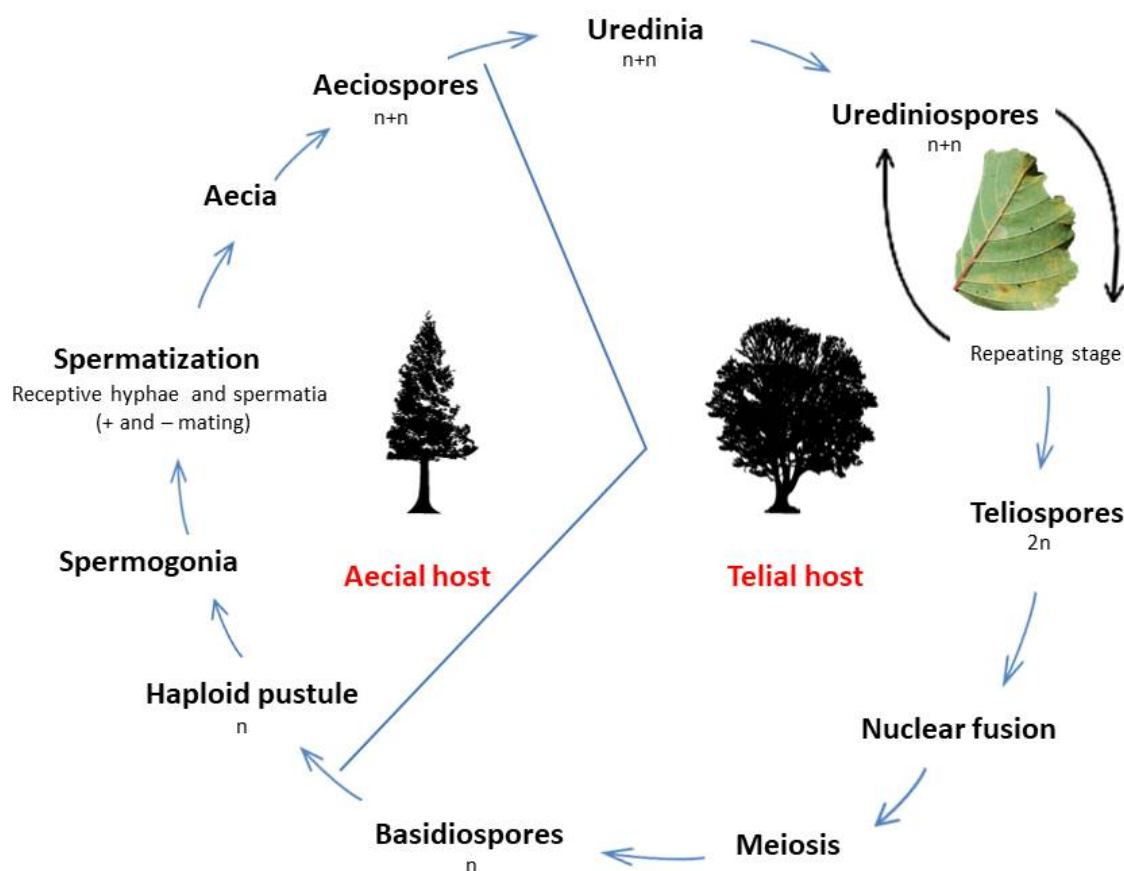 Uredinia
n+n
Urediniospores
n+n
Repeating stage
Teliospores
2n
Nuclear fusion
Meiosis
Basidiospores
n
Haploid pustule
n
Spermogonia
Spermatization
Receptive hyphae and spermatia
(+ and – mating)
Aecia
Aeciospores
n+n
Aecial host
Telial host